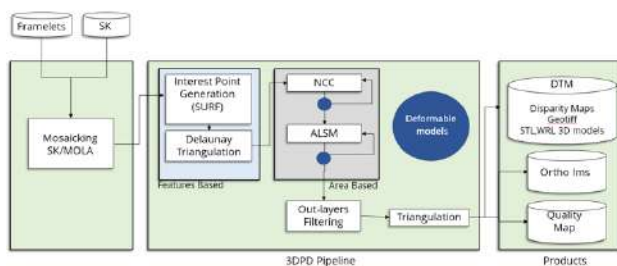 Framelets
SK
Mosaicking
SK/MOLA
Interest Point
Generation
(SURF)
Delaunay
Triangulation
Features Based
NCC
ALSM
Area Based
Deformable
models
Out-layers
Filtering
Triangulation
3DPD Pipeline
DTM
Disparity Maps
Geotiff
STL,WRL 3D models
Ortho Ims
Quality
Map
Products